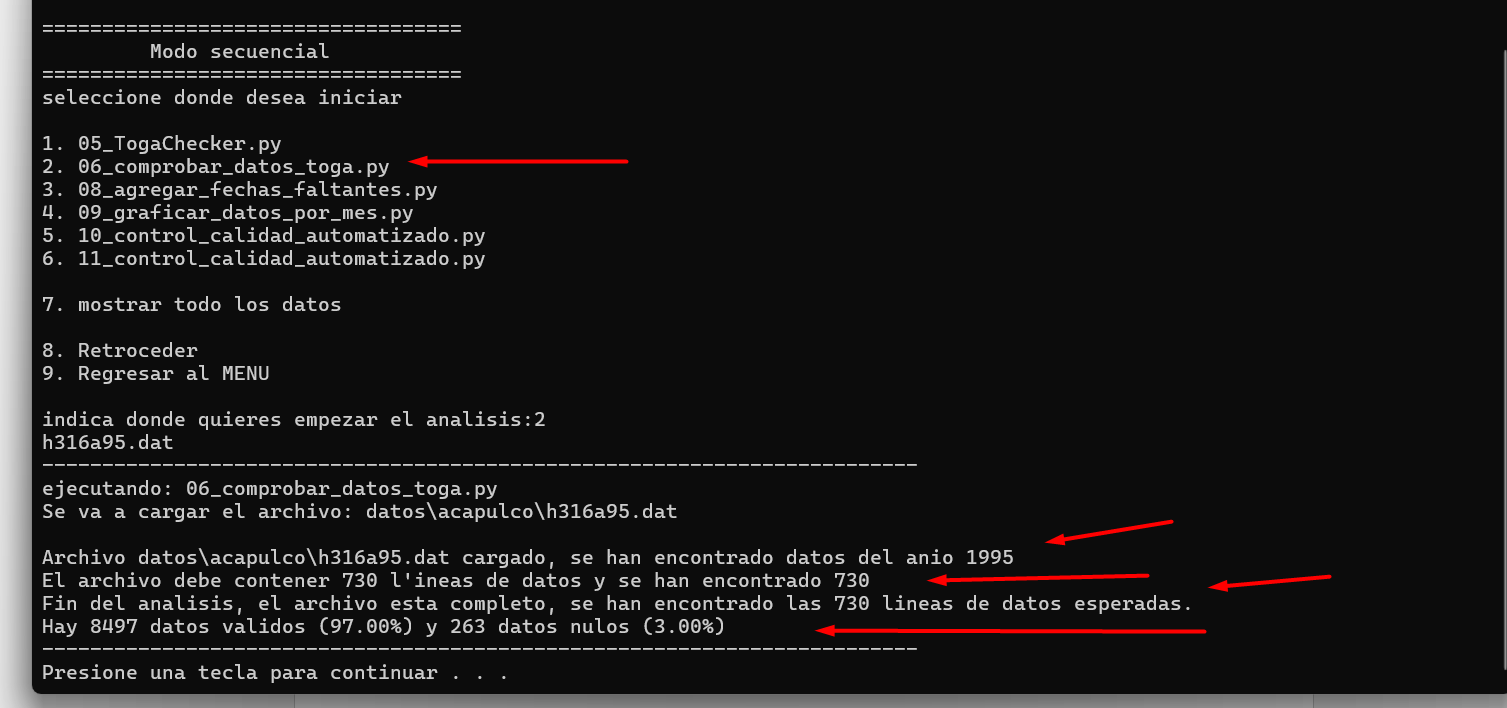 ===================================
Modo secuencial
===================================
seleccione donde desea iniciar
1. 05_TogaChecker.py
2. 06_comprobar_datos_toga.py
3. 08_agregar_fechas_faltantes.py
4. 09_graficar_datos_por_mes.py
5. 10_control_calidad_automatizado.py
6. 11_control_calidad_automatizado.py
7. mostrar todo los datos
8. Retroceder
9. Regresar al MENU
indica donde quieres empezar el analisis:2
h316a95.dat
-------------------------------------------------------------------------
ejecutando: 06_comprobar_datos_toga.py
Se va a cargar el archivo: datos\acapulco\h316a95.dat
Archivo datos\acapulco\h316a95.dat cargado, se han encontrado datos del anio 1995
El archivo debe contener 730 l'ineas de datos y se han encontrado 730
Fin del analisis, el archivo esta completo, se han encontrado las 730 lineas de datos esperadas.
Hay 8497 datos validos (97.00%) y 263 datos nulos (3.00%)
-------------------------------------------------------------------------
Presione una tecla para continuar . . .